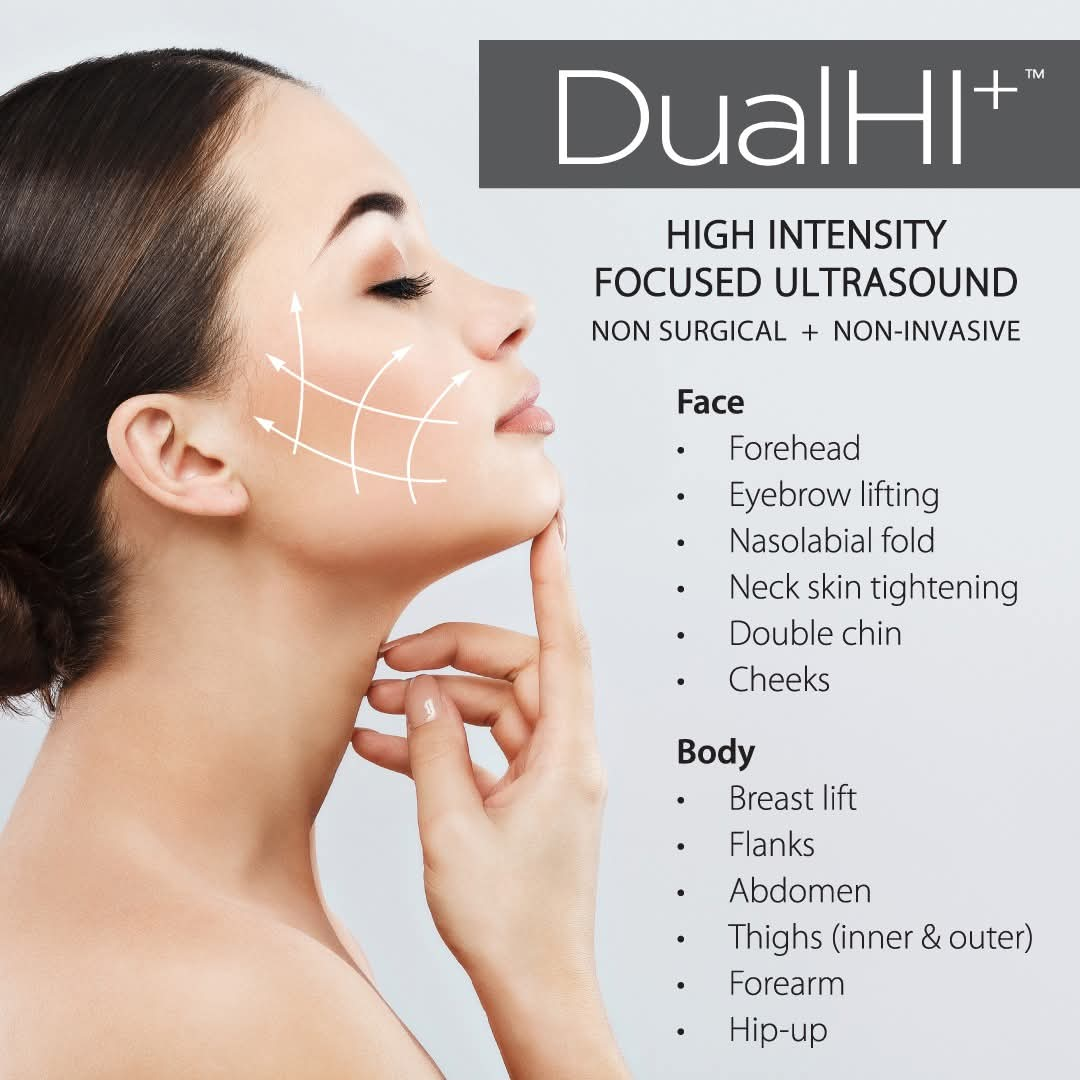 DualHI+™
HIGH INTENSITY
FOCUSED ULTRASOUND
NON SURGICAL + NON-INVASIVE
Face
• Forehead
• Eyebrow lifting
• Nasolabial fold
• Neck skin tightening
• Double chin
• Cheeks
Body
• Breast lift
• Flanks
• Abdomen
• Thighs (inner & outer)
• Forearm
• Hip-up